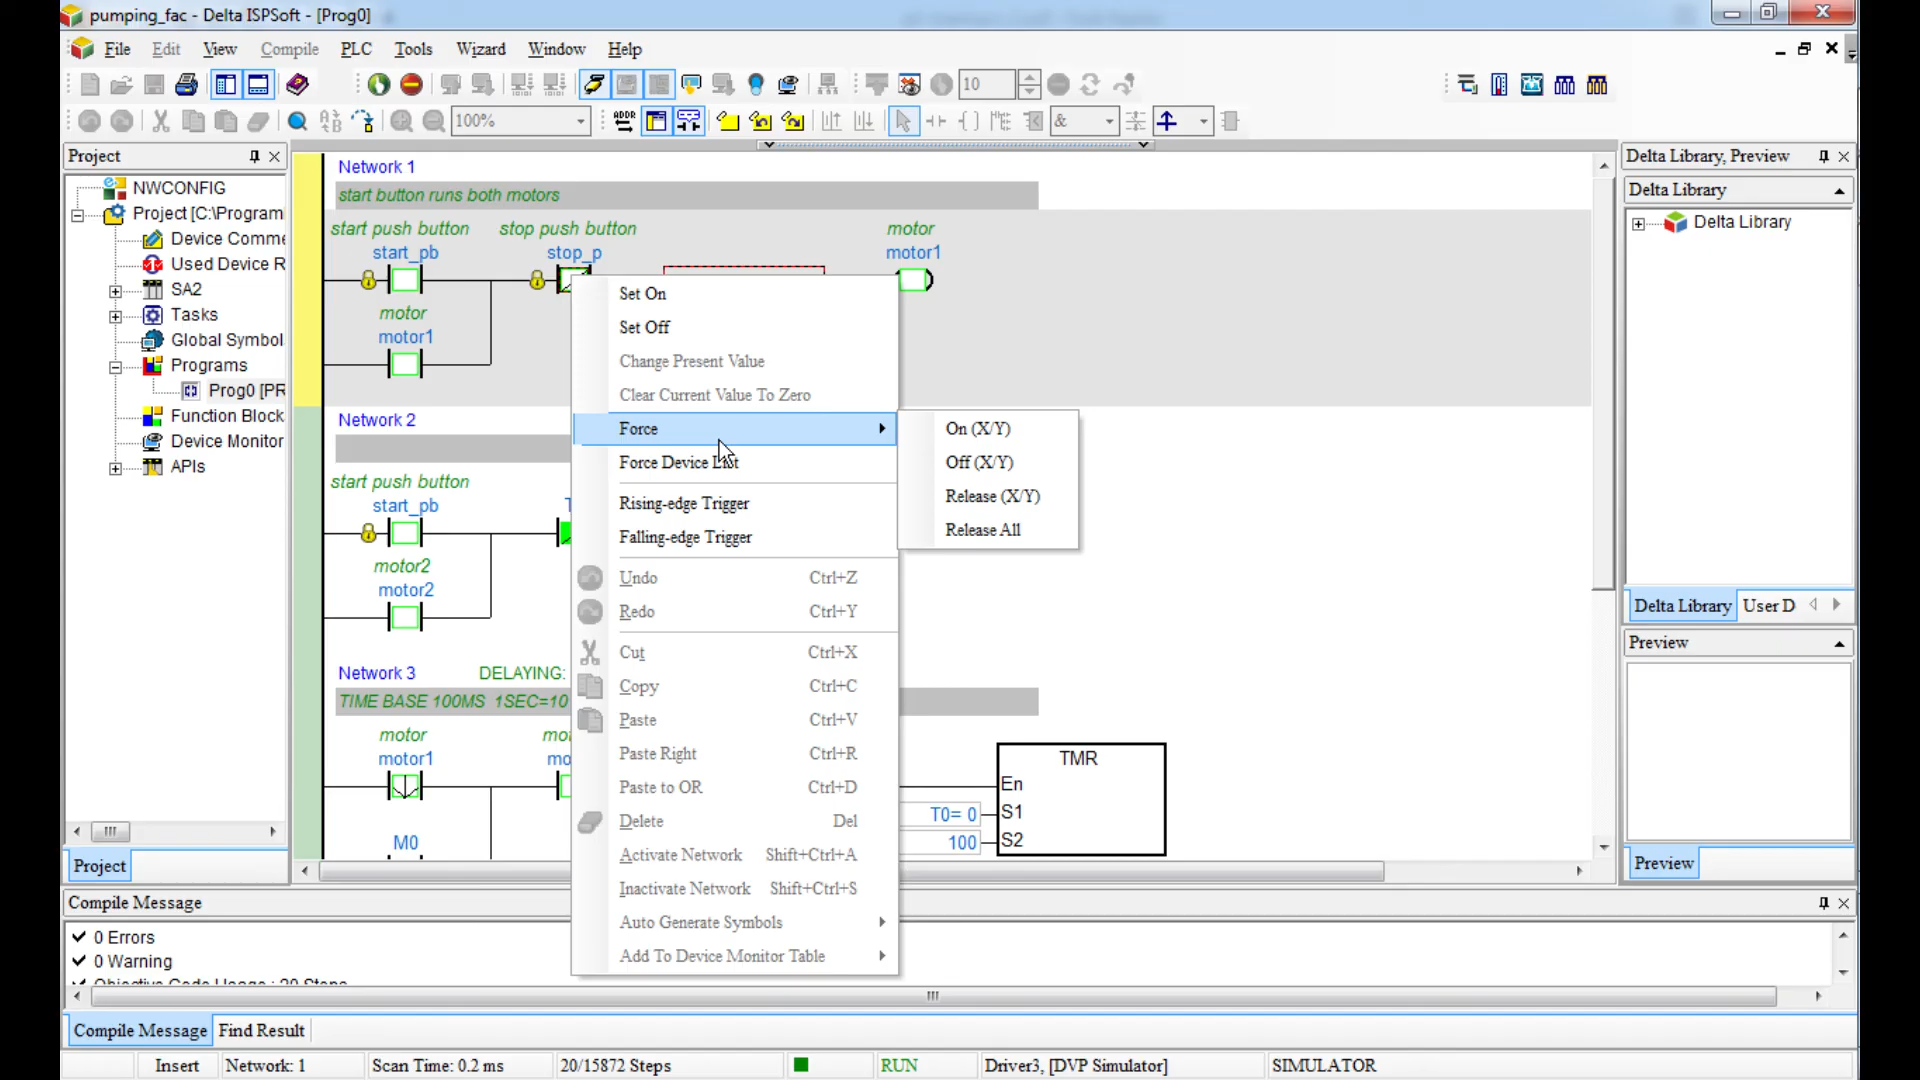 pumping_fac - Delta ISPSoft - [Prog0]
File Edit View Compile PLC Tools Wizard Window Help
10
100%
ADDR
&
Project
NWCONFIG
Project [C:\Program
Device Comme
Used Device R
SA2
Tasks
Global Symbol
Programs
Prog0 [PR
Function Block
Device Monitor
APIs
Project
Network 1
start button runs both motors
start push button
start_pb
stop push button
stop_p
motor
motor1
motor
motor1
Network 2
start push button
start_pb
motor2
motor2
Network 3
DELAYING:
TIME BASE 100MS 1SEC=10
motor
motor1
mo
mo
M0
TMR
En
T0= 0
S1
100
S2
Set On
Set Off
Change Present Value
Clear Current Value To Zero
Force
Force Device List
Rising-edge Trigger
Falling-edge Trigger
Undo Ctrl+Z
Redo Ctrl+Y
Cut Ctrl+X
Copy Ctrl+C
Paste Ctrl+V
Paste Right Ctrl+R
Paste to OR Ctrl+D
Delete Del
Activate Network Shift+Ctrl+A
Inactivate Network Shift+Ctrl+S
Auto Generate Symbols
Add To Device Monitor Table
On (X/Y)
Off (X/Y)
Release (X/Y)
Release All
Delta Library, Preview
Delta Library
Delta Library
Delta Library User D
Preview
Preview
Compile Message
0 Errors
0 Warning
Compile Message Find Result
Insert Network: 1 Scan Time: 0.2 ms 20/15872 Steps RUN Driver3, [DVP Simulator] SIMULATOR